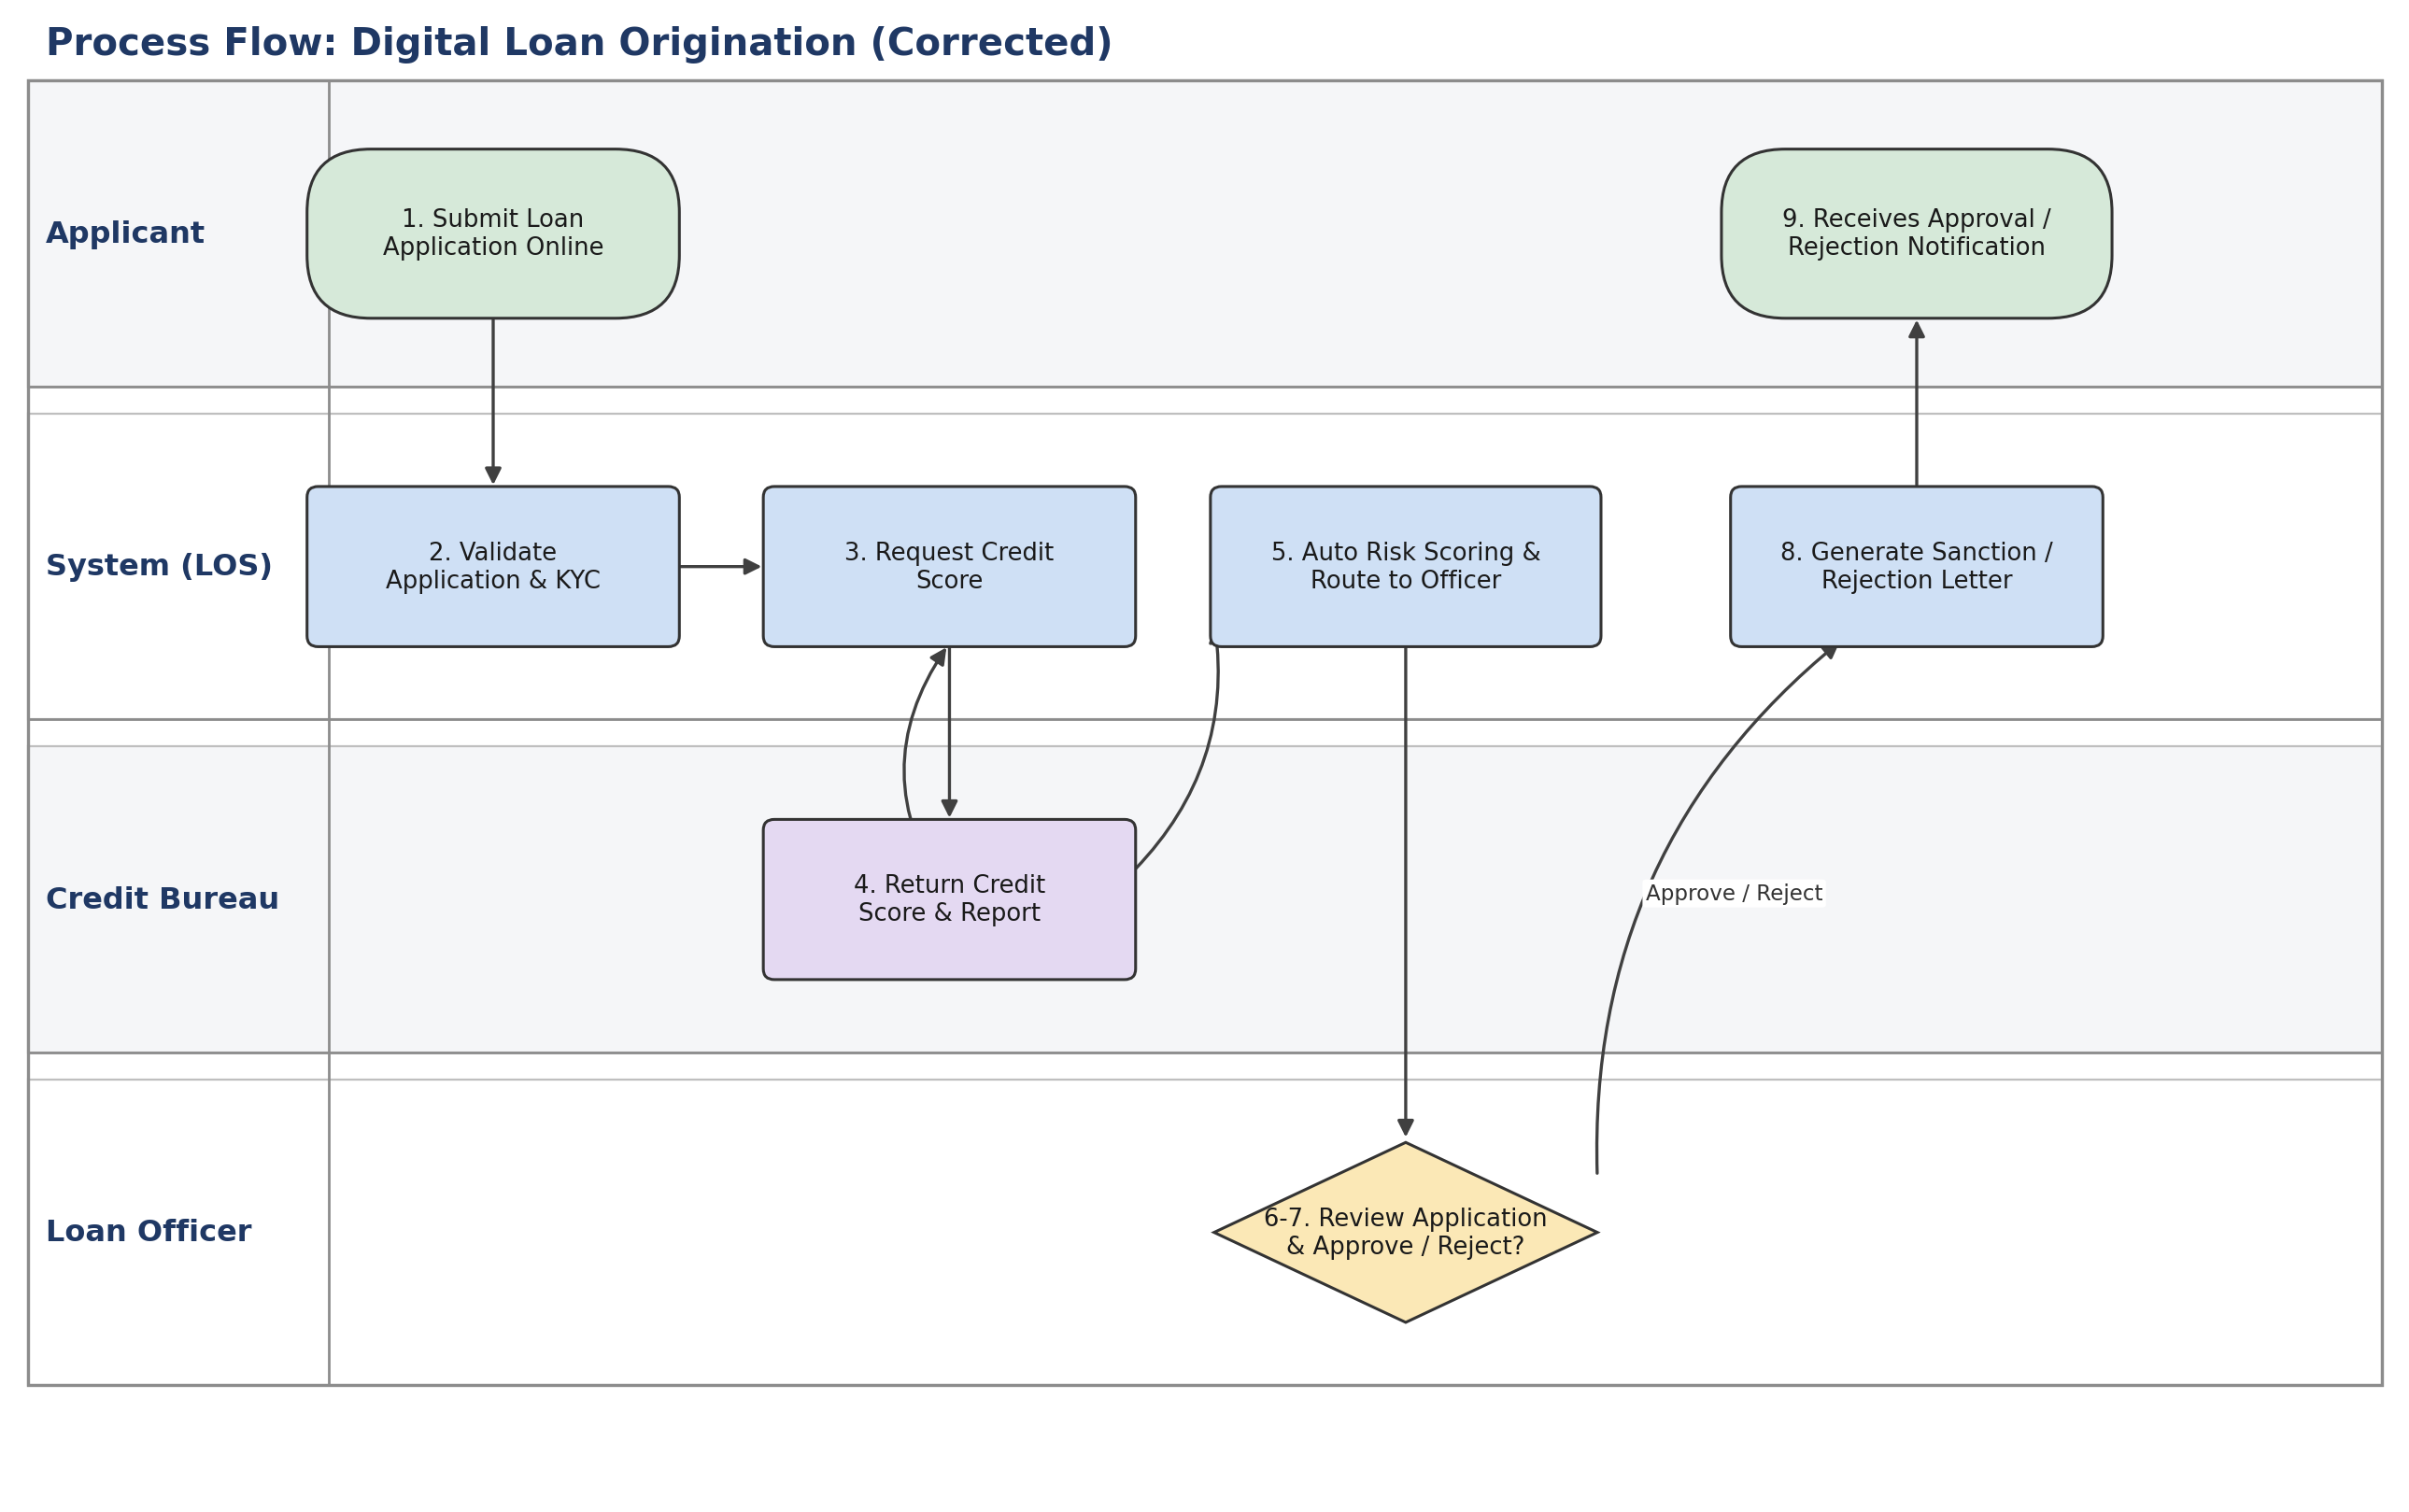 Process Flow: Digital Loan Origination (Corrected)
Applicant
1. Submit Loan
Application Online
9. Receives Approval /
Rejection Notification
System (LOS)
2. Validate
Application & KYC
3. Request Credit
Score
5. Auto Risk Scoring &
Route to Officer
8. Generate Sanction /
Rejection Letter
Credit Bureau
4. Return Credit
Score & Report
Approve / Reject
Loan Officer
6-7. Review Application
& Approve / Reject?